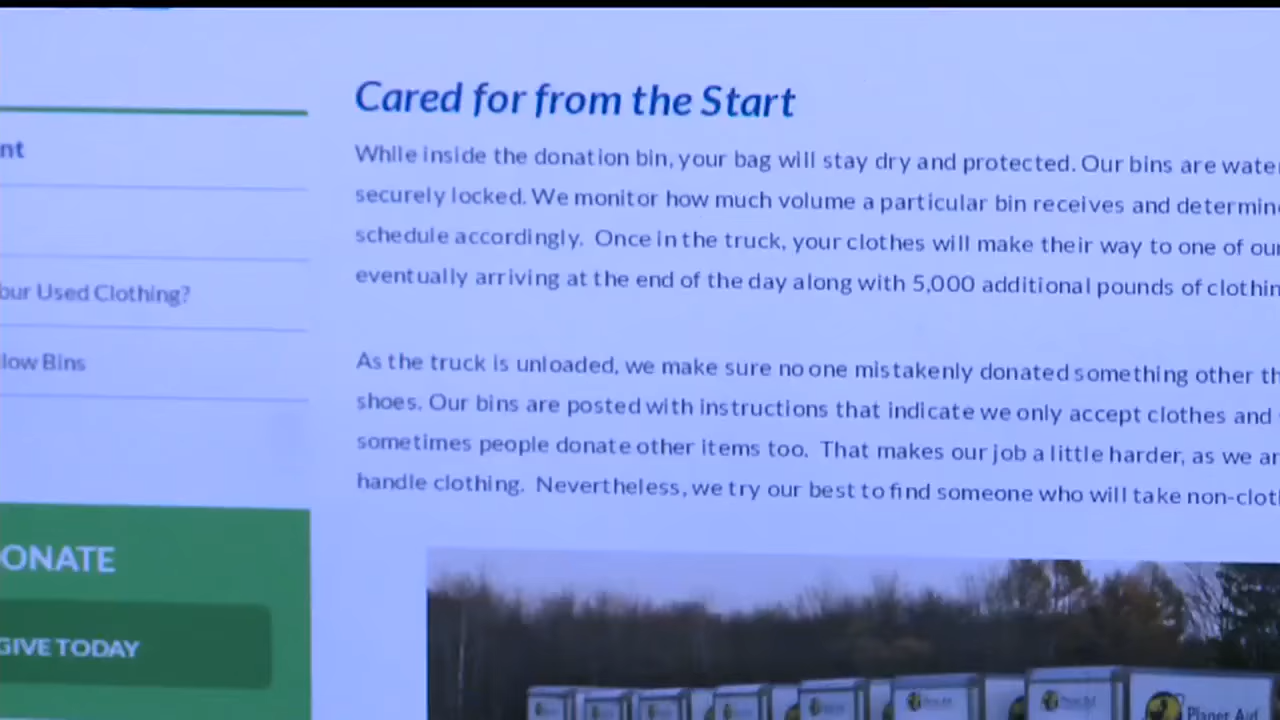 Cared for from the Start
nt
While inside the donation bin, your bag will stay dry and protected. Our bins are water
securely locked. We monitor how much volume a particular bin receives and determine
schedule accordingly. Once in the truck, your clothes will make their way to one of our
eventually arriving at the end of the day along with 5,000 additional pounds of clothin
our Used Clothing?
llow Bins
As the truck is unloaded, we make sure no one mistakenly donated something other th
shoes. Our bins are posted with instructions that indicate we only accept clothes and
sometimes people donate other items too. That makes our job a little harder, as we ar
handle clothing. Nevertheless, we try our best to find someone who will take non-clot
ONATE
GIVE TODAY
Planet Aid